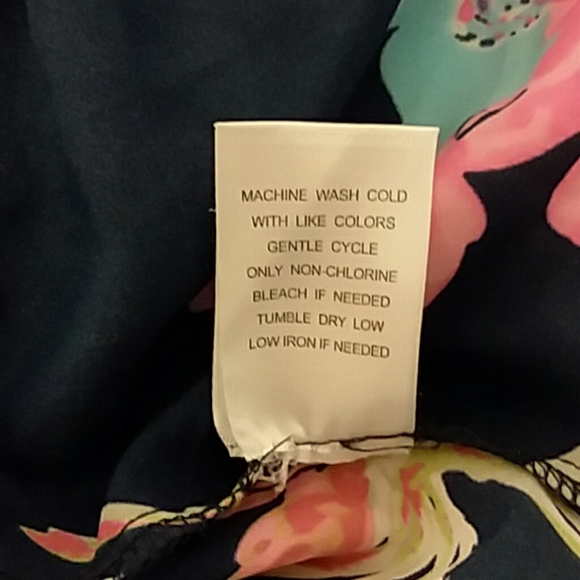 MACHINE WASH COLD
WITH LIKE COLORS
GENTLE CYCLE
ONLY NON-CHLORINE
BLEACH IF NEEDED
TUMBLE DRY LOW
LOW IRON IF NEEDED